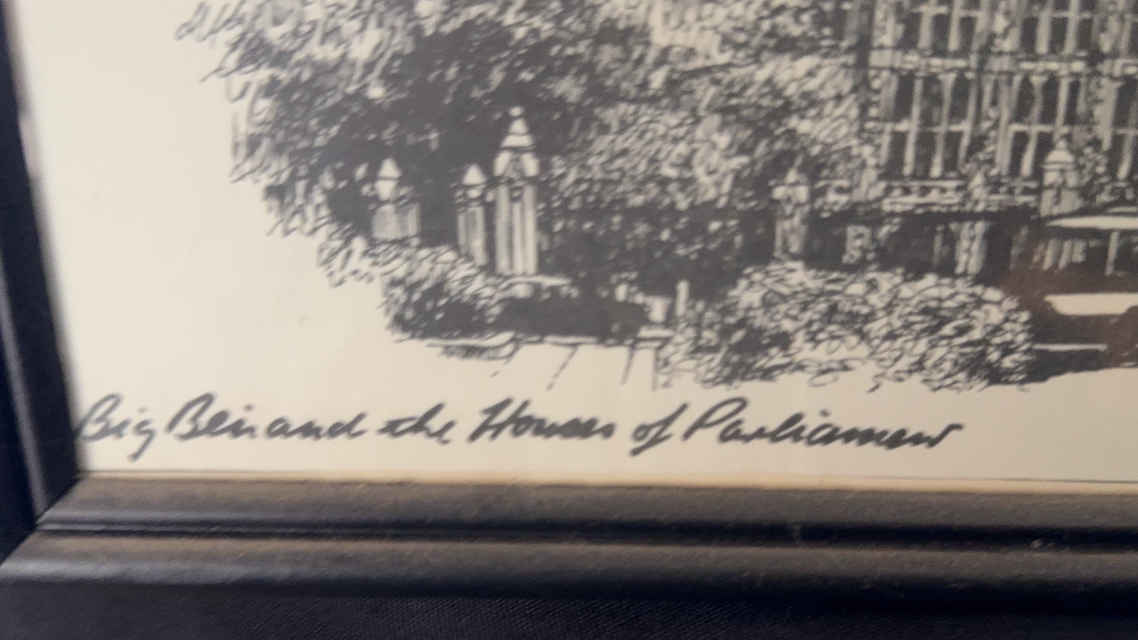 Big Ben and the Houses of Parliament